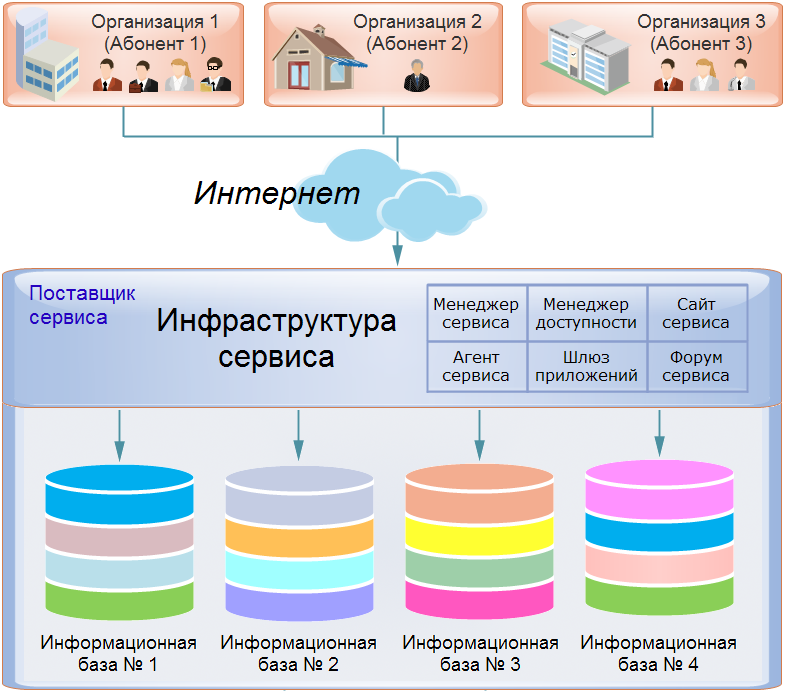 Организация 1
(Абонент 1)
Организация 2
(Абонент 2)
Организация 3
(Абонент 3)
Интернет
Поставщик
сервиса
Инфраструктура
сервиса
Менеджер
сервиса
Менеджер
доступности
Сайт
сервиса
Агент
сервиса
Шлюз
приложений
Форум
сервиса
Информационная
база № 1
Информационная
база № 2
Информационная
база № 3
Информационная
база № 4